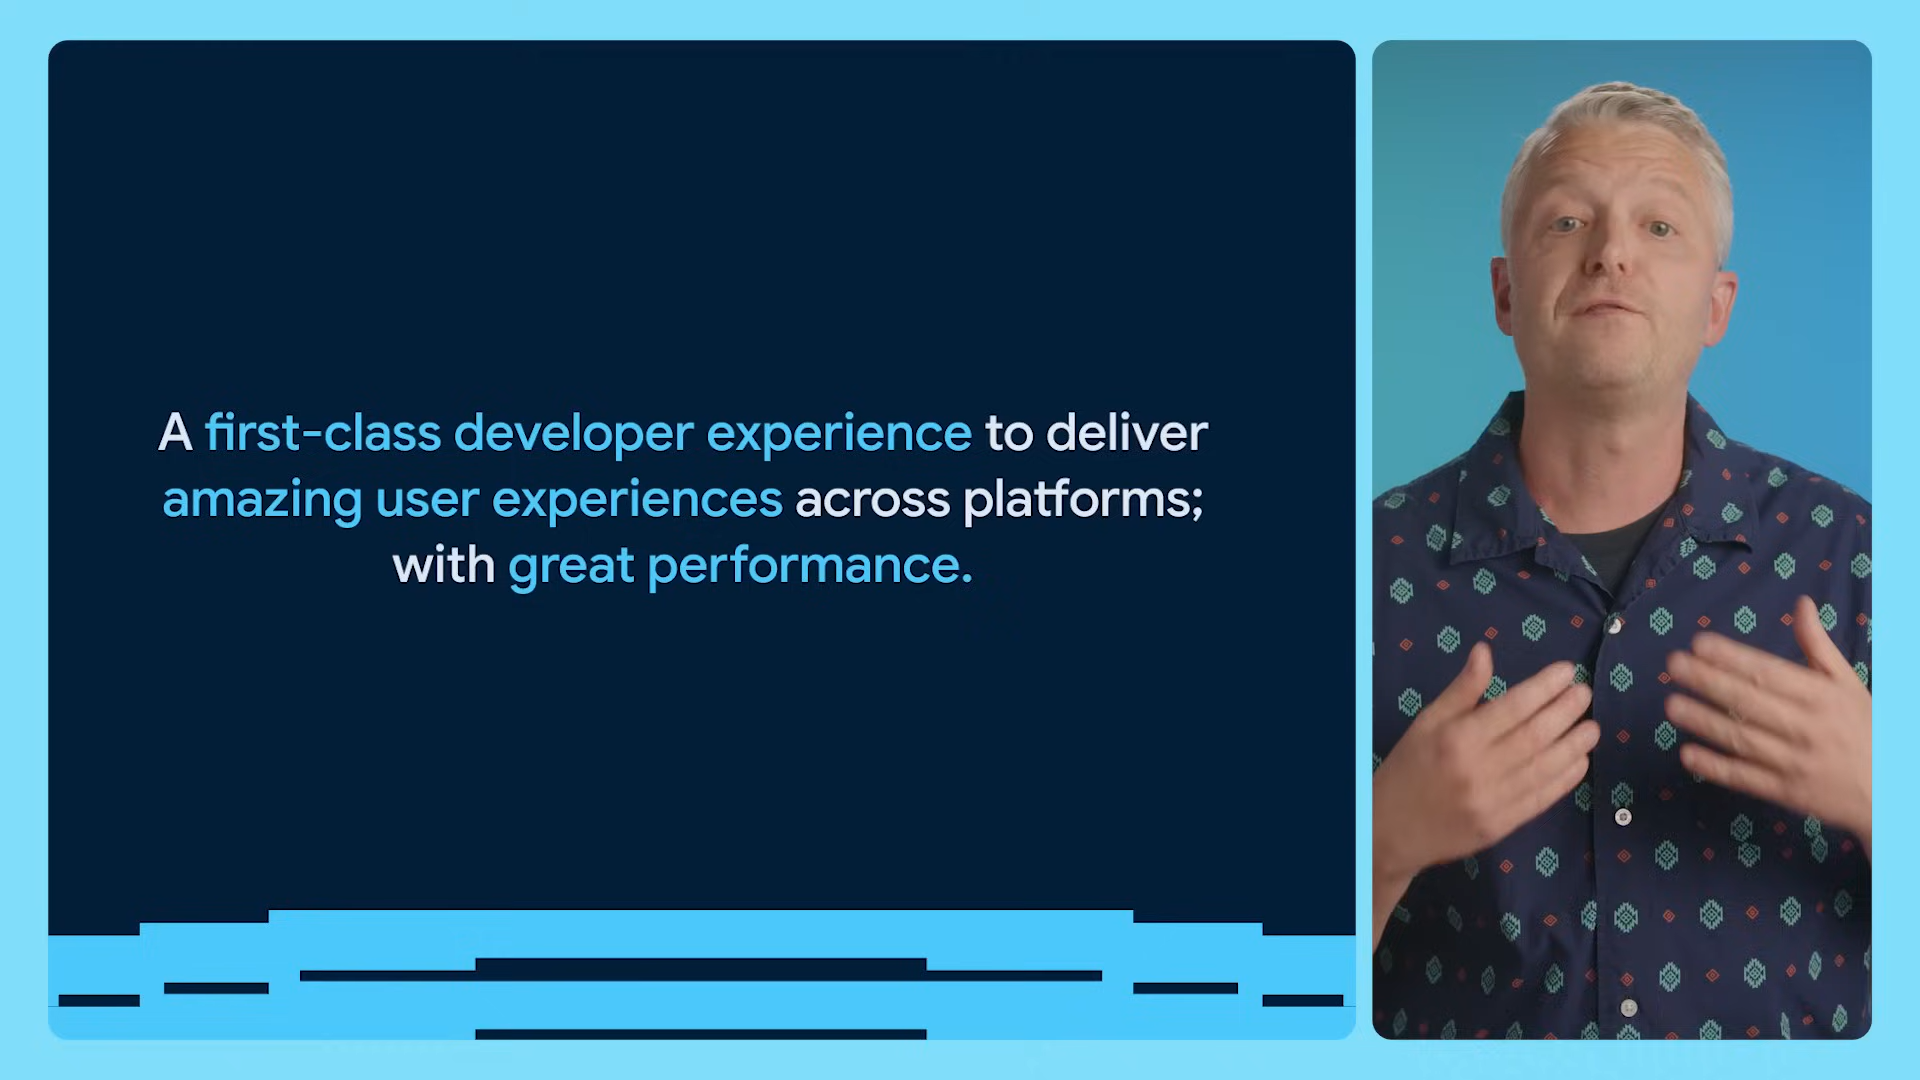 A first-class developer experience to deliver
amazing user experiences across platforms;
with great performance.